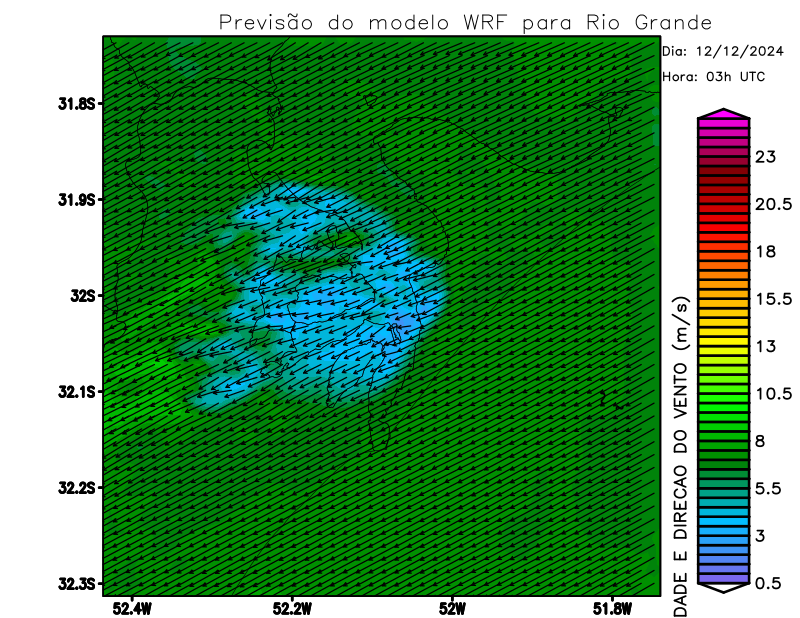 Previsão do modelo WRF para Rio Grande
Dia: 12/12/2024
Hora: 03h UTC
31.8S
31.9S
32S
32.1S
32.2S
32.3S
52.4W
52.2W
52W
51.8W
DADE E DIRECAO DO VENTO (m/s)
23
20.5
18
15.5
13
10.5
8
5.5
3
0.5